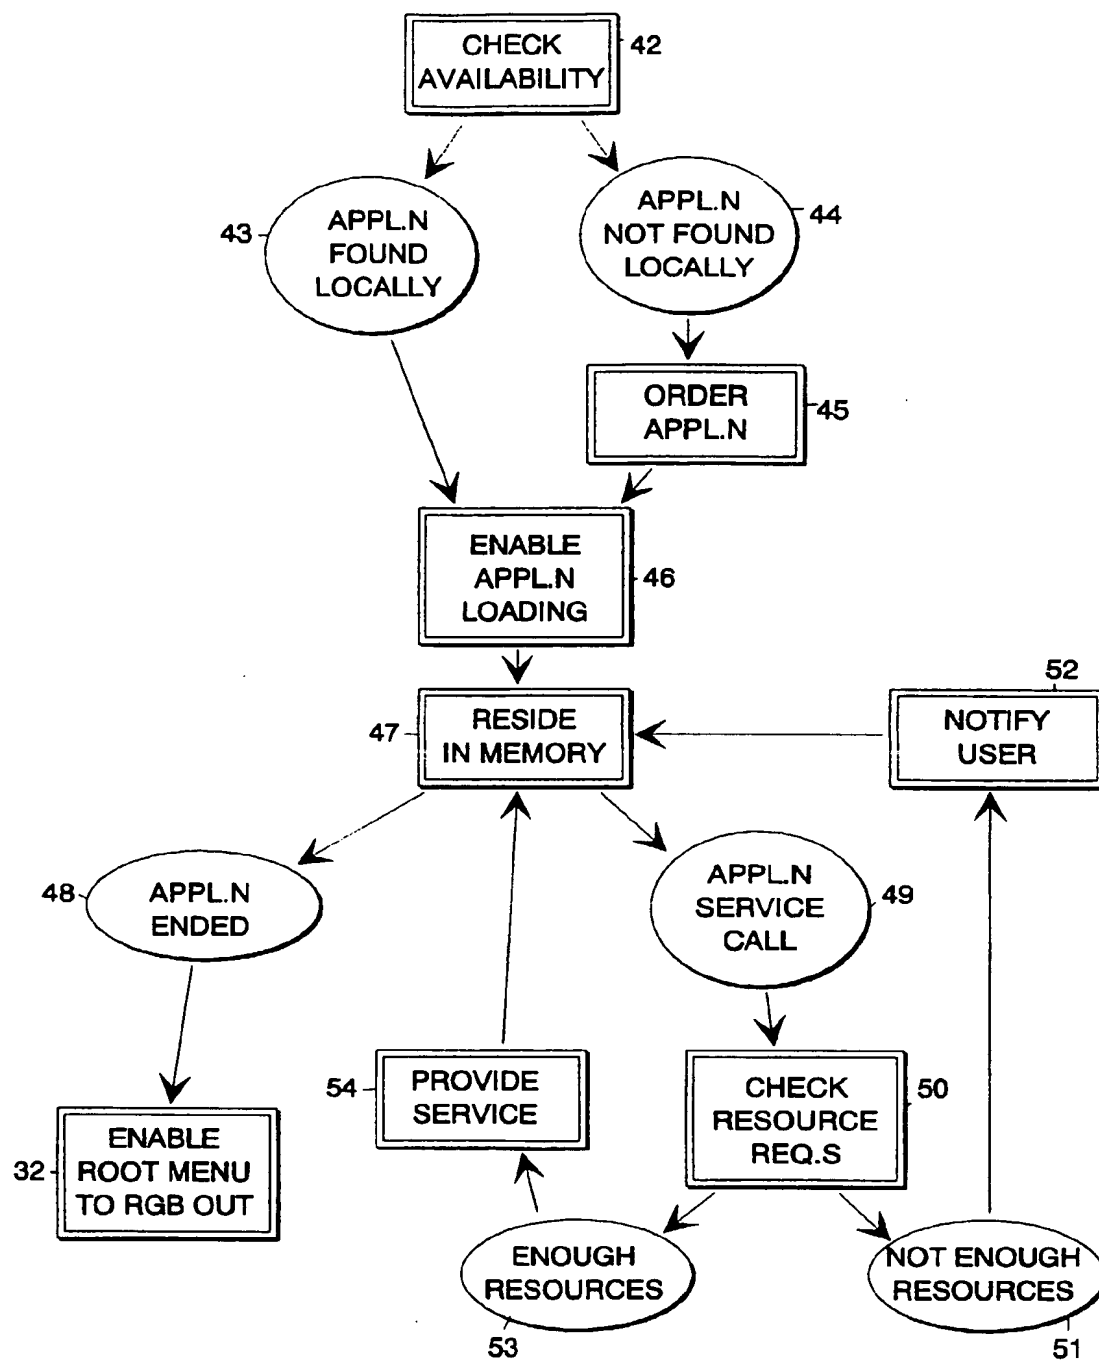 CHECK
AVAILABILITY
42
APPL.N
FOUND
LOCALLY
43
APPL.N
NOT FOUND
LOCALLY
44
ORDER
APPL.N
45
ENABLE
APPL.N
LOADING
46
RESIDE
IN MEMORY
47
52
NOTIFY
USER
48
APPL.N
ENDED
APPL.N
SERVICE
CALL
49
54
PROVIDE
SERVICE
CHECK
RESOURCE
REQ.S
50
32
ENABLE
ROOT MENU
TO RGB OUT
ENOUGH
RESOURCES
53
NOT ENOUGH
RESOURCES
51